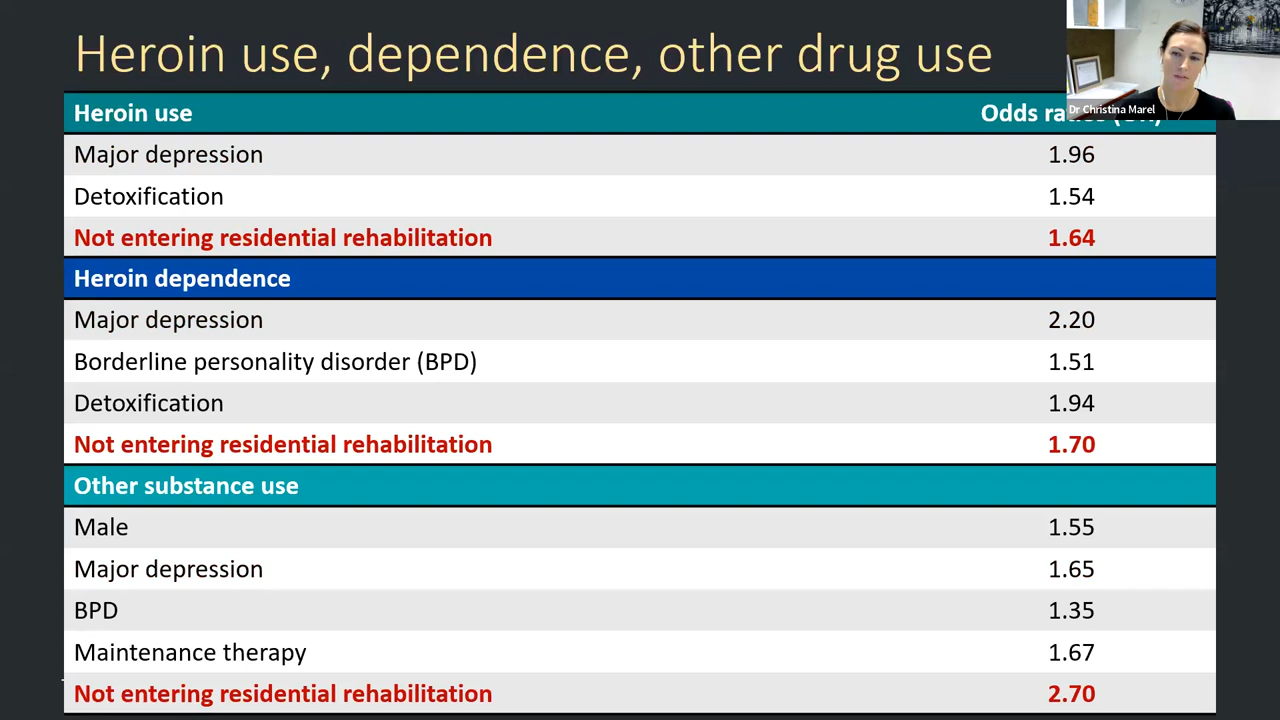 Heroin use, dependence, other drug use
Dr Christina Marel
Heroin use Odds
Major depression 1.96
Detoxification 1.54
Not entering residential rehabilitation 1.64
Heroin dependence
Major depression 2.20
Borderline personality disorder (BPD) 1.51
Detoxification 1.94
Not entering residential rehabilitation 1.70
Other substance use
Male 1.55
Major depression 1.65
BPD 1.35
Maintenance therapy 1.67
Not entering residential rehabilitation 2.70